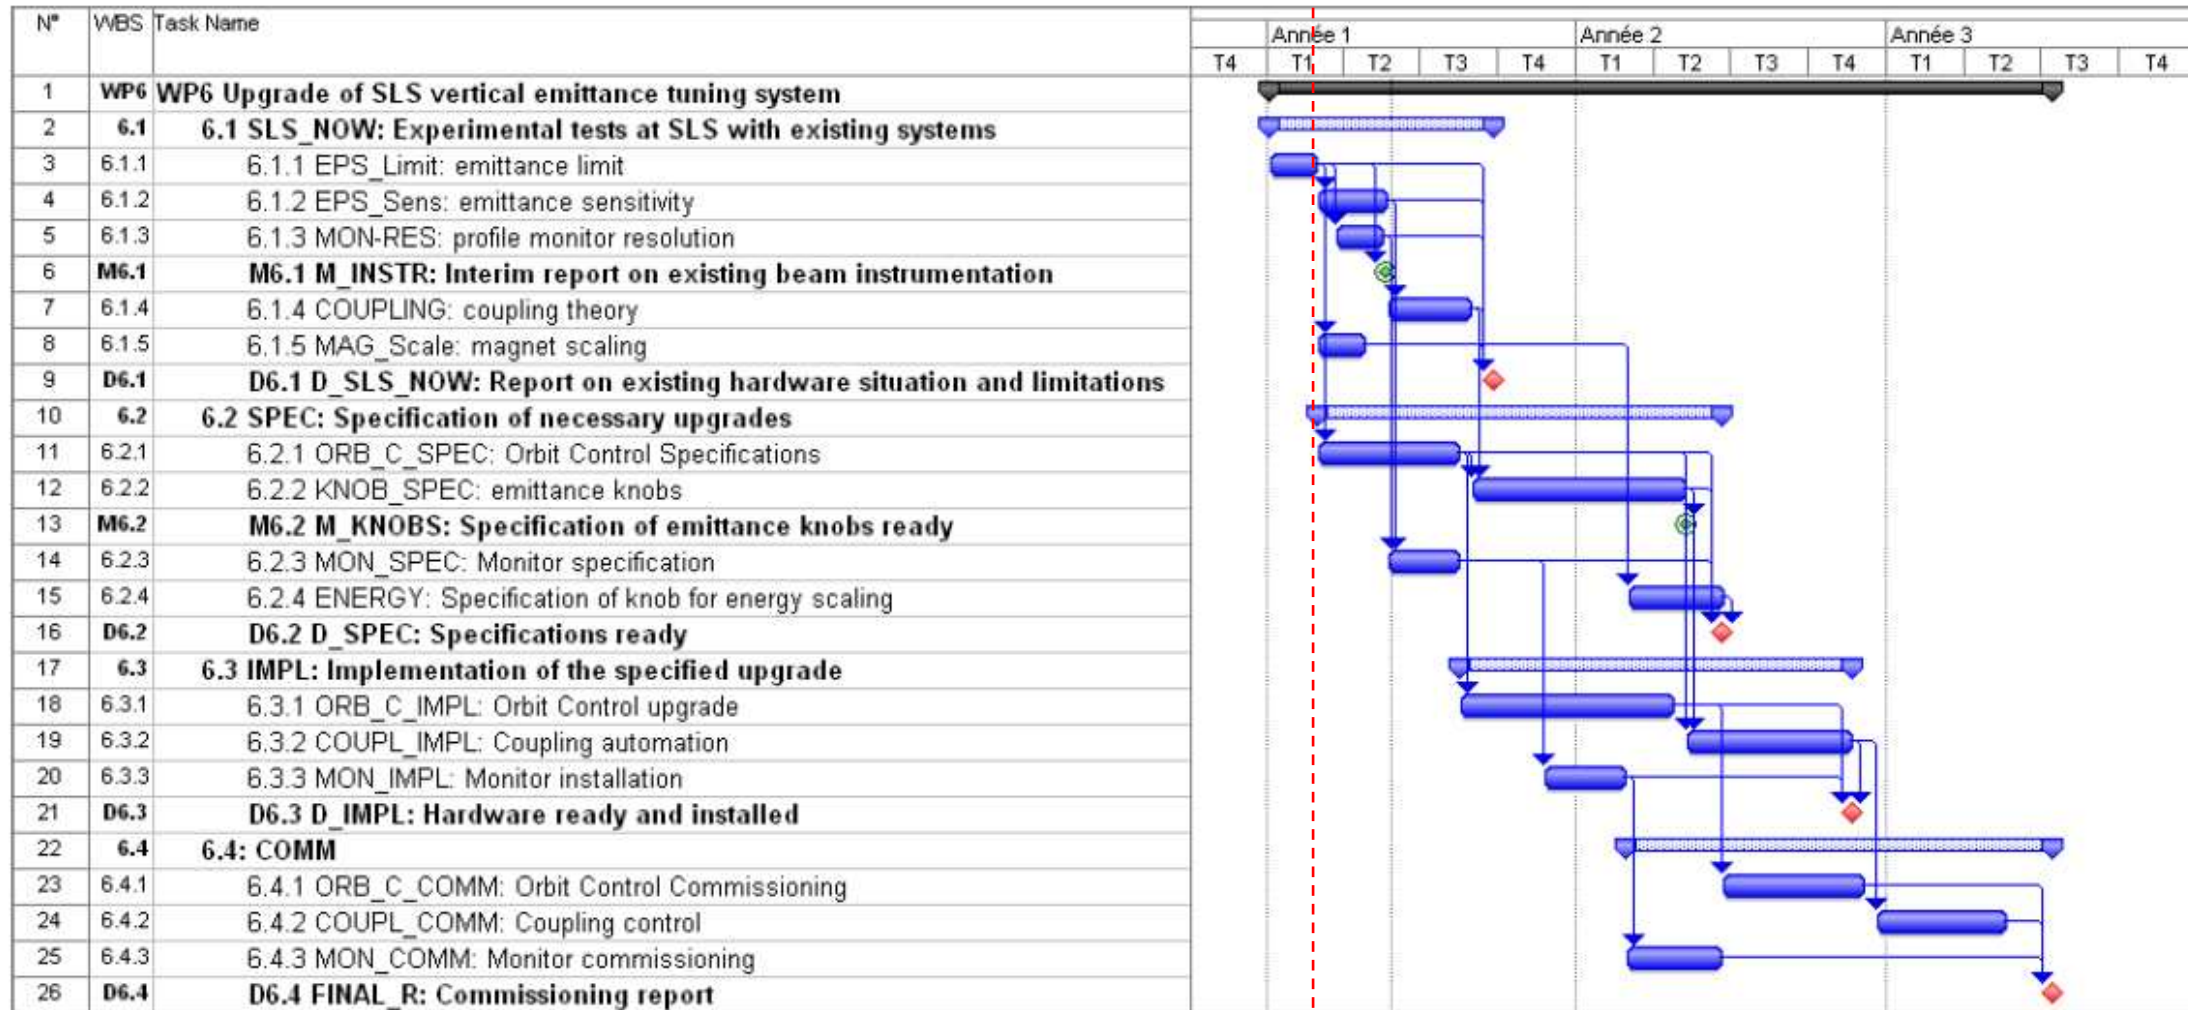 N° WBS Task Name
Année 1 Année 2 Année 3
T4 T1 T2 T3 T4 T1 T2 T3 T4 T1 T2 T3 T4
1 WP6 WP6 Upgrade of SLS vertical emittance tuning system
2 6.1 6.1 SLS_NOW: Experimental tests at SLS with existing systems
3 6.1.1 6.1.1 EPS_Limit: emittance limit
4 6.1.2 6.1.2 EPS_Sens: emittance sensitivity
5 6.1.3 6.1.3 MON-RES: profile monitor resolution
6 M6.1 M6.1 M_INSTR: Interim report on existing beam instrumentation
7 6.1.4 6.1.4 COUPLING: coupling theory
8 6.1.5 6.1.5 MAG_Scale: magnet scaling
9 D6.1 D6.1 D_SLS_NOW: Report on existing hardware situation and limitations
10 6.2 6.2 SPEC: Specification of necessary upgrades
11 6.2.1 6.2.1 ORB_C_SPEC: Orbit Control Specifications
12 6.2.2 6.2.2 KNOB_SPEC: emittance knobs
13 M6.2 M6.2 M_KNOBS: Specification of emittance knobs ready
14 6.2.3 6.2.3 MON_SPEC: Monitor specification
15 6.2.4 6.2.4 ENERGY: Specification of knob for energy scaling
16 D6.2 D6.2 D_SPEC: Specifications ready
17 6.3 6.3 IMPL: Implementation of the specified upgrade
18 6.3.1 6.3.1 ORB_C_IMPL: Orbit Control upgrade
19 6.3.2 6.3.2 COUPL_IMPL: Coupling automation
20 6.3.3 6.3.3 MON_IMPL: Monitor installation
21 D6.3 D6.3 D_IMPL: Hardware ready and installed
22 6.4 6.4: COMM
23 6.4.1 6.4.1 ORB_C_COMM: Orbit Control Commissioning
24 6.4.2 6.4.2 COUPL_COMM: Coupling control
25 6.4.3 6.4.3 MON_COMM: Monitor commissioning
26 D6.4 D6.4 FINAL_R: Commissioning report